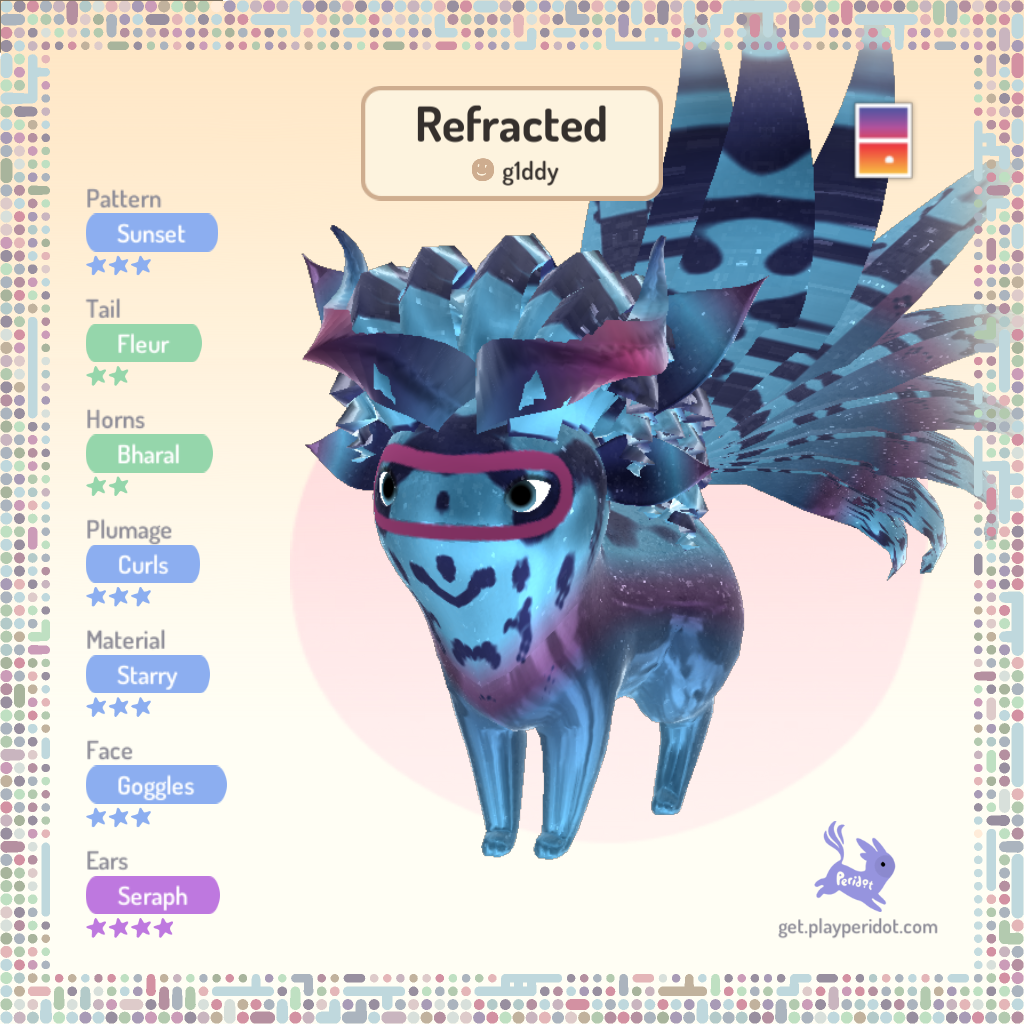 Refracted
g1ddy
Pattern
Sunset
Tail
Fleur
Horns
Bharal
Plumage
Curls
Material
Starry
Face
Goggles
Ears
Seraph
Peridot
get.playperidot.com